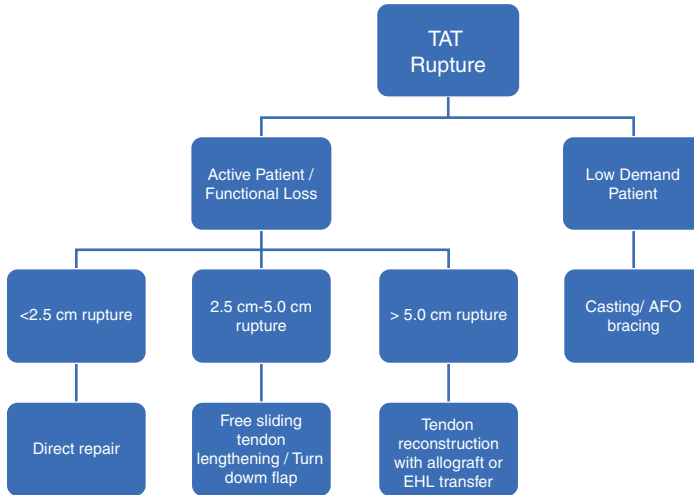 TAT
Rupture
Active Patient /
Functional Loss
Low Demand
Patient
<2.5 cm rupture
2.5 cm-5.0 cm
rupture
> 5.0 cm rupture
Casting/ AFO
bracing
Direct repair
Free sliding
tendon
lengthening / Turn
dowm flap
Tendon
reconstruction
with allograft or
EHL transfer